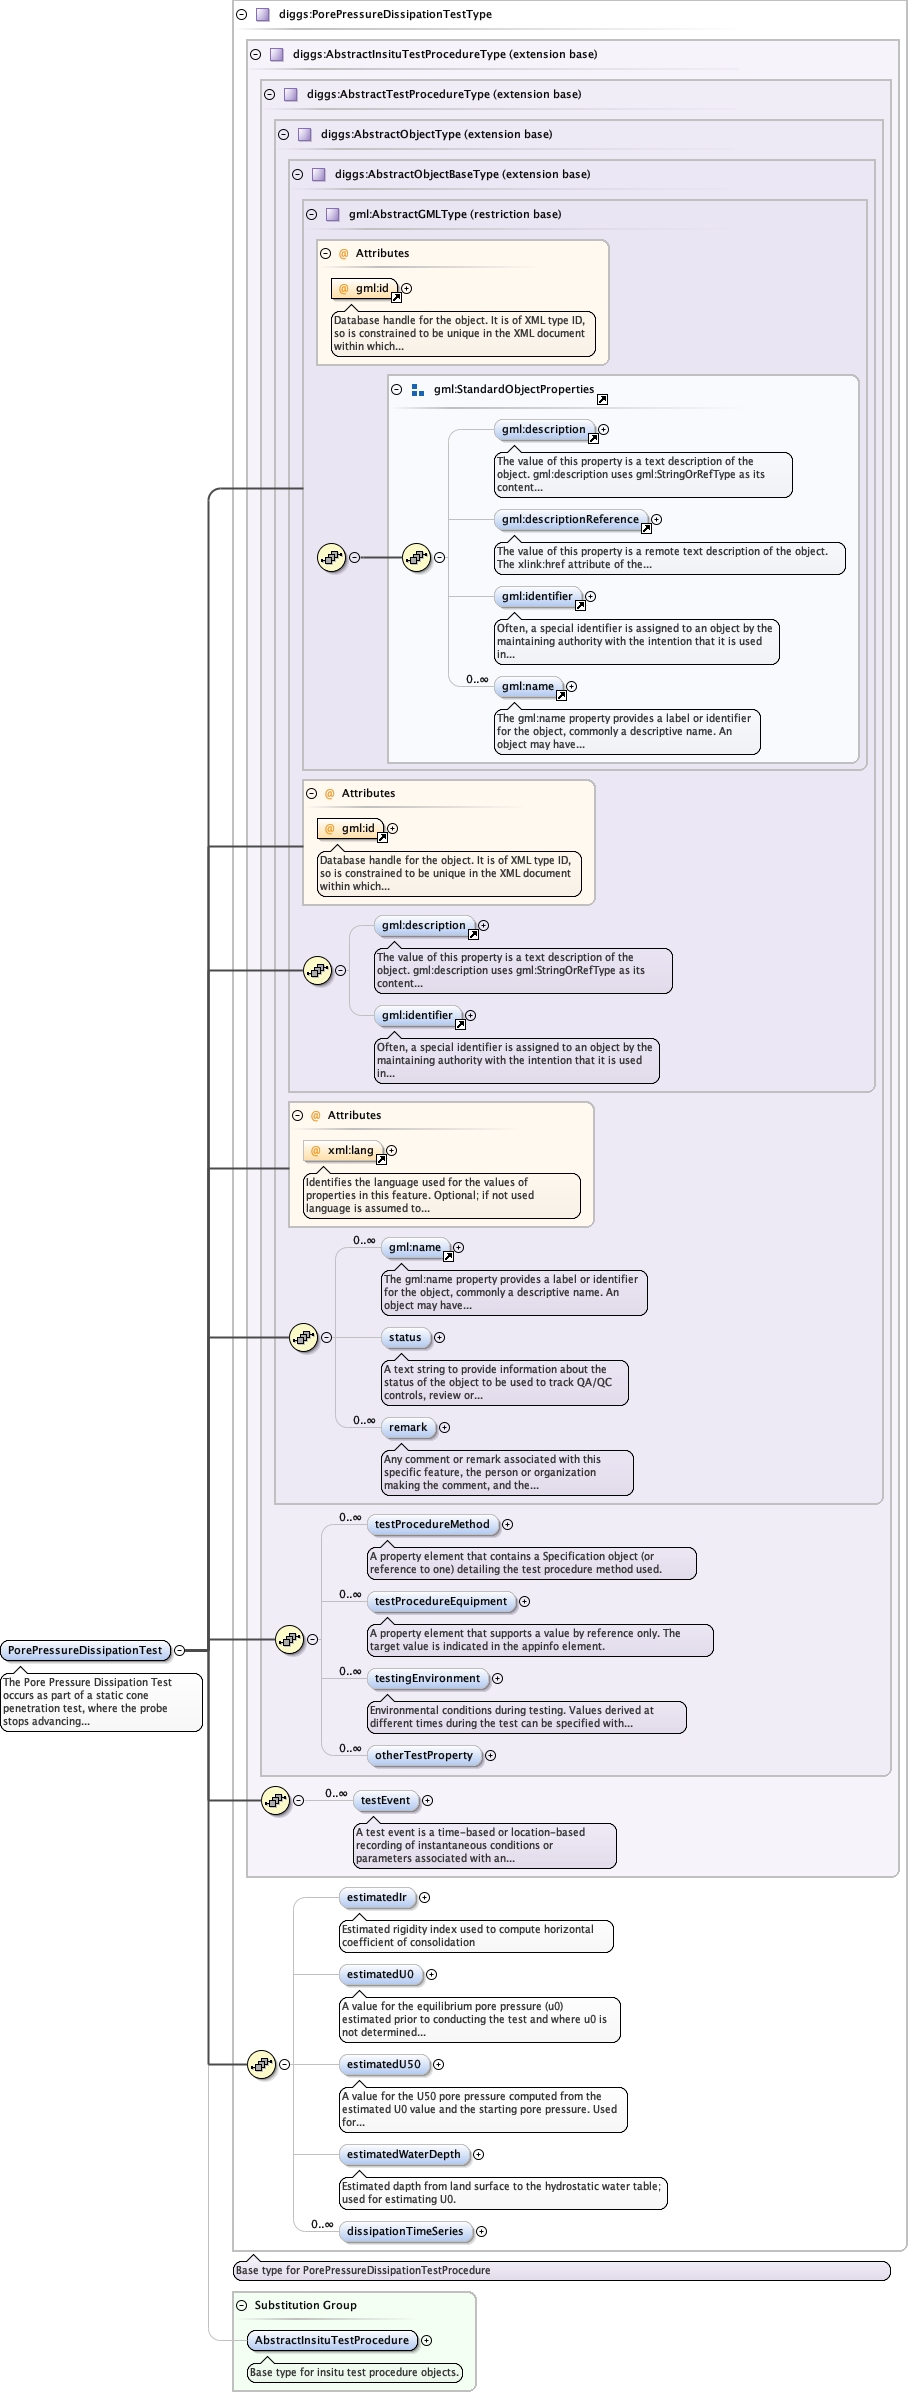 diggs:PorePressureDissipationTestType
diggs:AbstractInsituTestProcedureType (extension base)
diggs:AbstractTestProcedureType (extension base)
diggs:AbstractObjectType (extension base)
diggs:AbstractObjectBaseType (extension base)
gml:AbstractGMLType (restriction base)
@ Attributes
@ gml:id
Database handle for the object. It is of XML type ID,
so is constrained to be unique in the XML document
within which...
gml:StandardObjectProperties
gml:description
The value of this property is a text description of the
object. gml:description uses gml:StringOrRefType as its
content...
gml:descriptionReference
The value of this property is a remote text description of the object.
The xlink:href attribute of the...
gml:identifier
Often, a special identifier is assigned to an object by the
maintaining authority with the intention that it is used
in...
0..∞
gml:name
The gml:name property provides a label or identifier
for the object, commonly a descriptive name. An
object may have...
@ Attributes
@ gml:id
Database handle for the object. It is of XML type ID,
so is constrained to be unique in the XML document
within which...
gml:description
The value of this property is a text description of the
object. gml:description uses gml:StringOrRefType as its
content...
gml:identifier
Often, a special identifier is assigned to an object by the
maintaining authority with the intention that it is used
in...
@ Attributes
@ xml:lang
Identifies the language used for the values of
properties in this feature. Optional; if not used
language is assumed to...
0..∞
gml:name
The gml:name property provides a label or identifier
for the object, commonly a descriptive name. An
object may have...
status
A text string to provide information about the
status of the object to be used to track QA/QC
controls, review or...
0..∞
remark
Any comment or remark associated with this
specific feature, the person or organization
making the comment, and the...
0..∞
testProcedureMethod
A property element that contains a Specification object (or
reference to one) detailing the test procedure method used.
0..∞
testProcedureEquipment
A property element that supports a value by reference only. The
target value is indicated in the appinfo element.
0..∞
testingEnvironment
Environmental conditions during testing. Values derived at
different times during the test can be specified with...
0..∞
otherTestProperty
PorePressureDissipationTest
The Pore Pressure Dissipation Test
occurs as part of a static cone
penetration test, where the probe
stops advancing...
0..∞
testEvent
A test event is a time-based or location-based
recording of instantaneous conditions or
parameters associated with an...
estimatedIr
Estimated rigidity index used to compute horizontal
coefficient of consolidation
estimatedU0
A value for the equilibrium pore pressure (u0)
estimated prior to conducting the test and where u0 is
not determined...
estimatedU50
A value for the U50 pore pressure computed from the
estimated U0 value and the starting pore pressure. Used
for...
estimatedWaterDepth
Estimated dapth from land surface to the hydrostatic water table;
used for estimating U0.
0..∞
dissipationTimeSeries
Base type for PorePressureDissipationTestProcedure
Substitution Group
AbstractInsituTestProcedure
Base type for insitu test procedure objects.